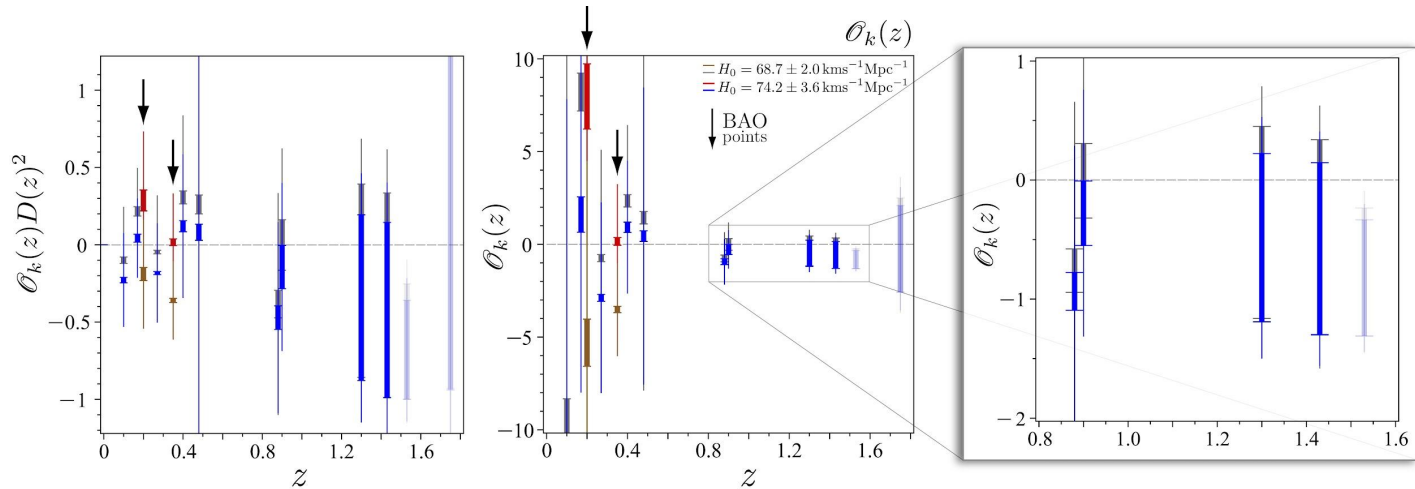 𝒪ₖ(z)D(z)²
1
0.5
0
−0.5
−1
0 0.4 0.8 1.2 1.6
z
𝒪ₖ(z)
𝒪ₖ(z)
10
5
0
−5
−10
H₀ = 68.7 ± 2.0 kms⁻¹Mpc⁻¹
H₀ = 74.2 ± 3.6 kms⁻¹Mpc⁻¹
BAO
points
0 0.4 0.8 1.2 1.6
z
𝒪ₖ(z)
1
0
−1
−2
0.8 1.0 1.2 1.4 1.6